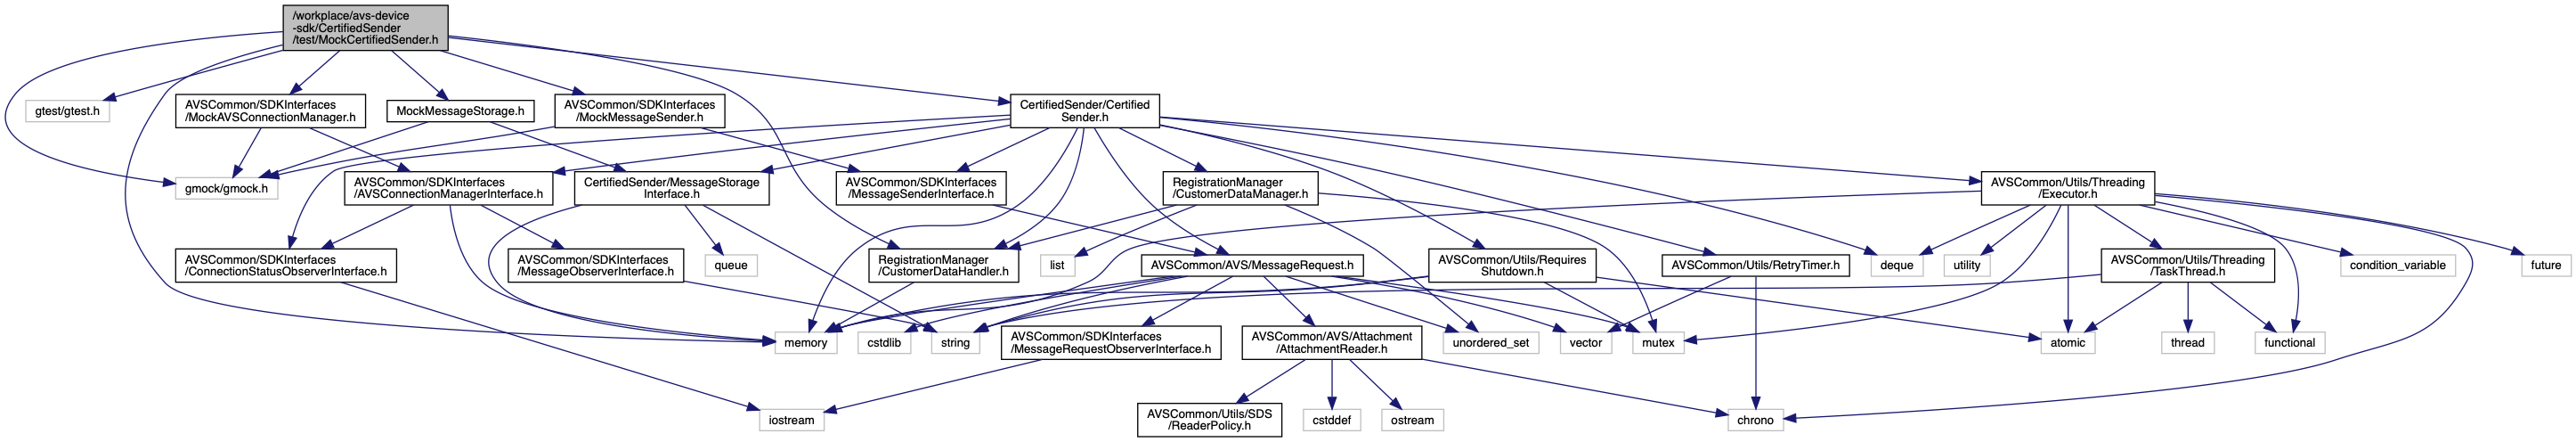 /workplace/avs-device
-sdk/CertifiedSender
/test/MockCertifiedSender.h
gtest/gtest.h
AVSCommon/SDKInterfaces
/MockAVSConnectionManager.h
MockMessageStorage.h
AVSCommon/SDKInterfaces
/MockMessageSender.h
CertifiedSender/Certified
Sender.h
gmock/gmock.h
AVSCommon/SDKInterfaces
/AVSConnectionManagerInterface.h
CertifiedSender/MessageStorage
Interface.h
AVSCommon/SDKInterfaces
/MessageSenderInterface.h
RegistrationManager
/CustomerDataManager.h
AVSCommon/Utils/Threading
/Executor.h
AVSCommon/SDKInterfaces
/ConnectionStatusObserverInterface.h
AVSCommon/SDKInterfaces
/MessageObserverInterface.h
queue
RegistrationManager
/CustomerDataHandler.h
list
AVSCommon/AVS/MessageRequest.h
AVSCommon/Utils/Requires
Shutdown.h
AVSCommon/Utils/RetryTimer.h
deque
utility
AVSCommon/Utils/Threading
/TaskThread.h
condition_variable
future
memory
cstdlib
string
AVSCommon/SDKInterfaces
/MessageRequestObserverInterface.h
AVSCommon/AVS/Attachment
/AttachmentReader.h
unordered_set
vector
mutex
atomic
thread
functional
iostream
AVSCommon/Utils/SDS
/ReaderPolicy.h
cstddef
ostream
chrono